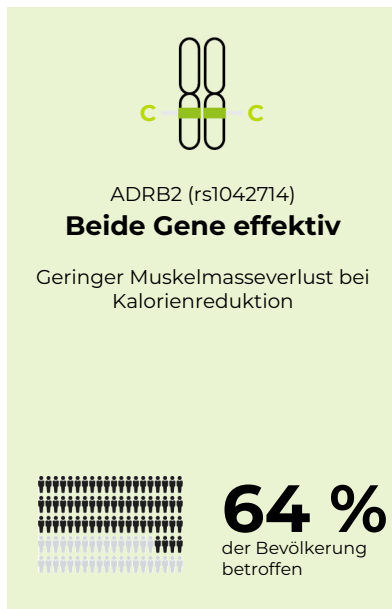 C C
ADRB2 (rs1042714)
Beide Gene effektiv
Geringer Muskelmasseverlust bei
Kalorienreduktion
64 %
der Bevölkerung
betroffen